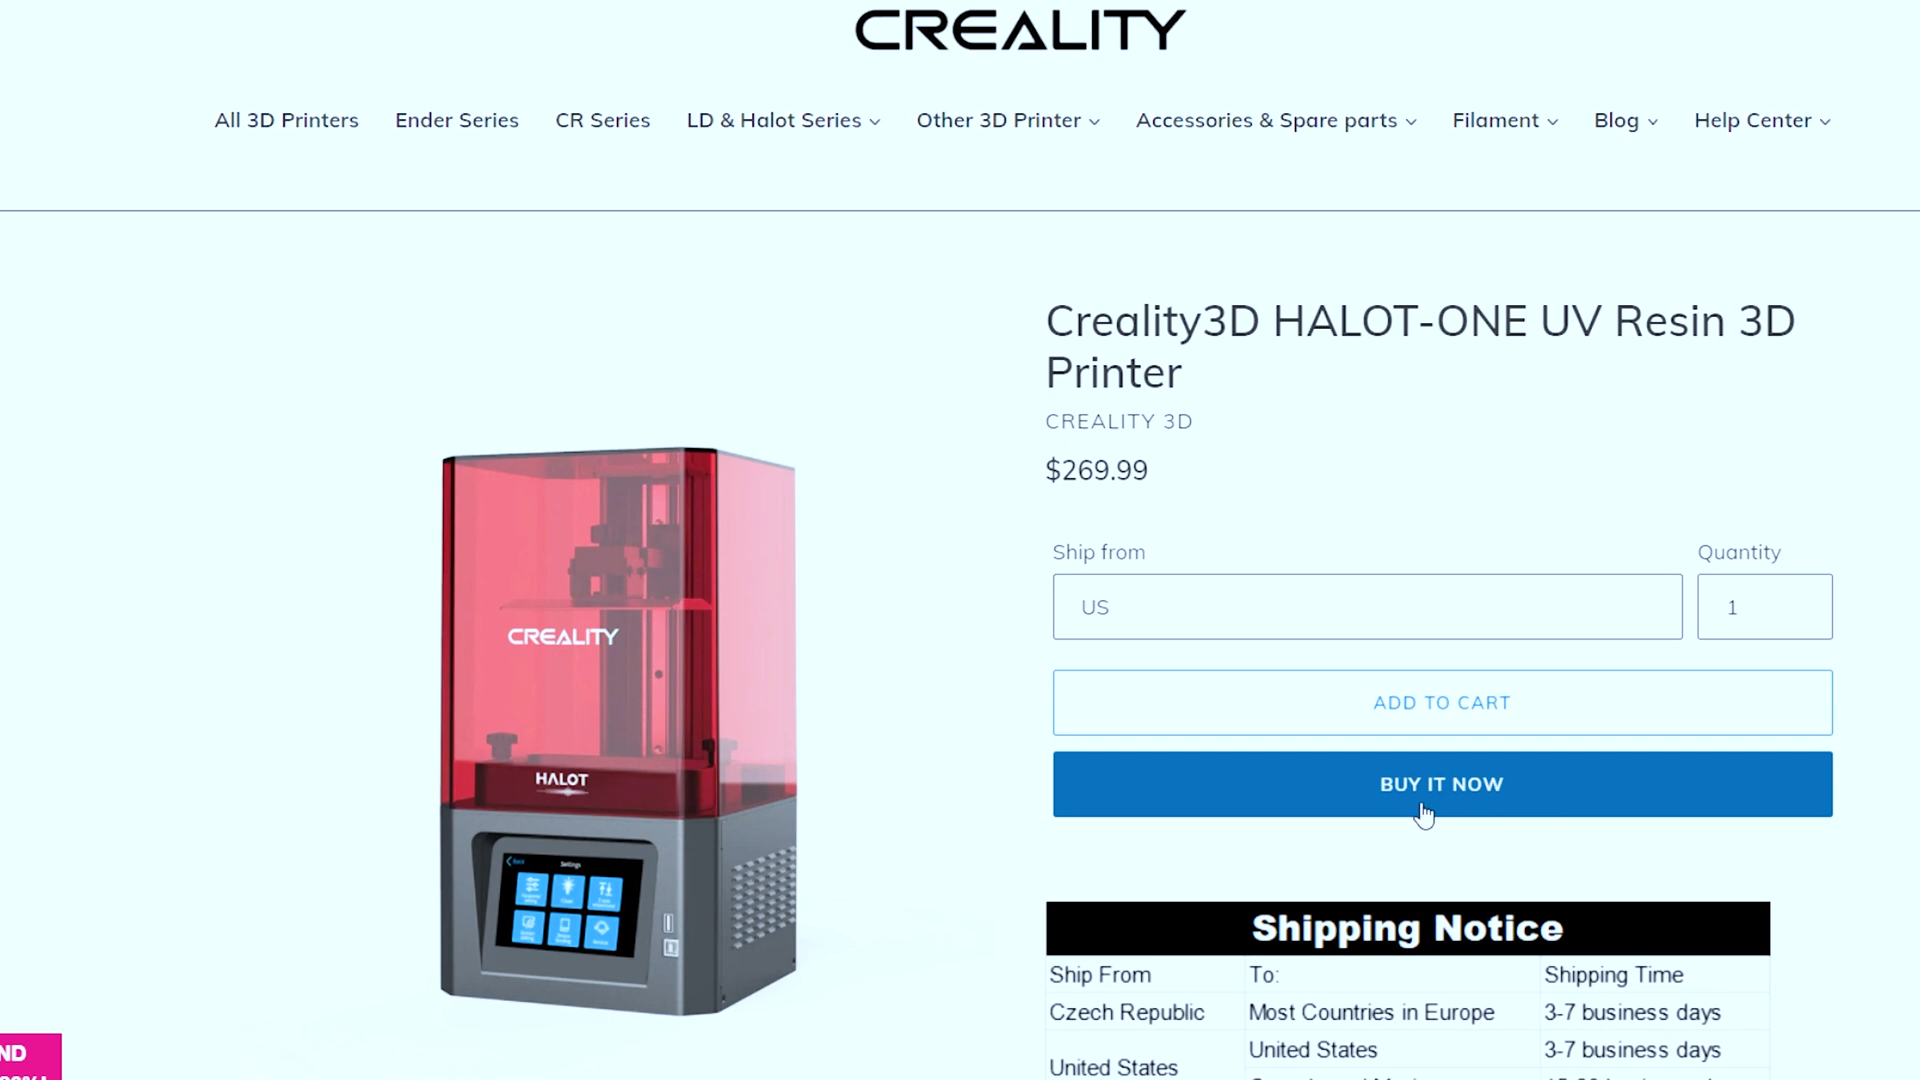 CREALITY
All 3D Printers
Ender Series
CR Series
LD & Halot Series
Other 3D Printer
Accessories & Spare parts
Filament
Blog
Help Center
Creality3D HALOT-ONE UV Resin 3D
Printer
CREALITY 3D
$269.99
Ship from
Quantity
US
1
ADD TO CART
BUY IT NOW
CREALITY
HALOT
Back
Settings
Shipping Notice
Ship From To: Shipping Time
Czech Republic Most Countries in Europe 3-7 business days
United States 3-7 business days
United States
ND